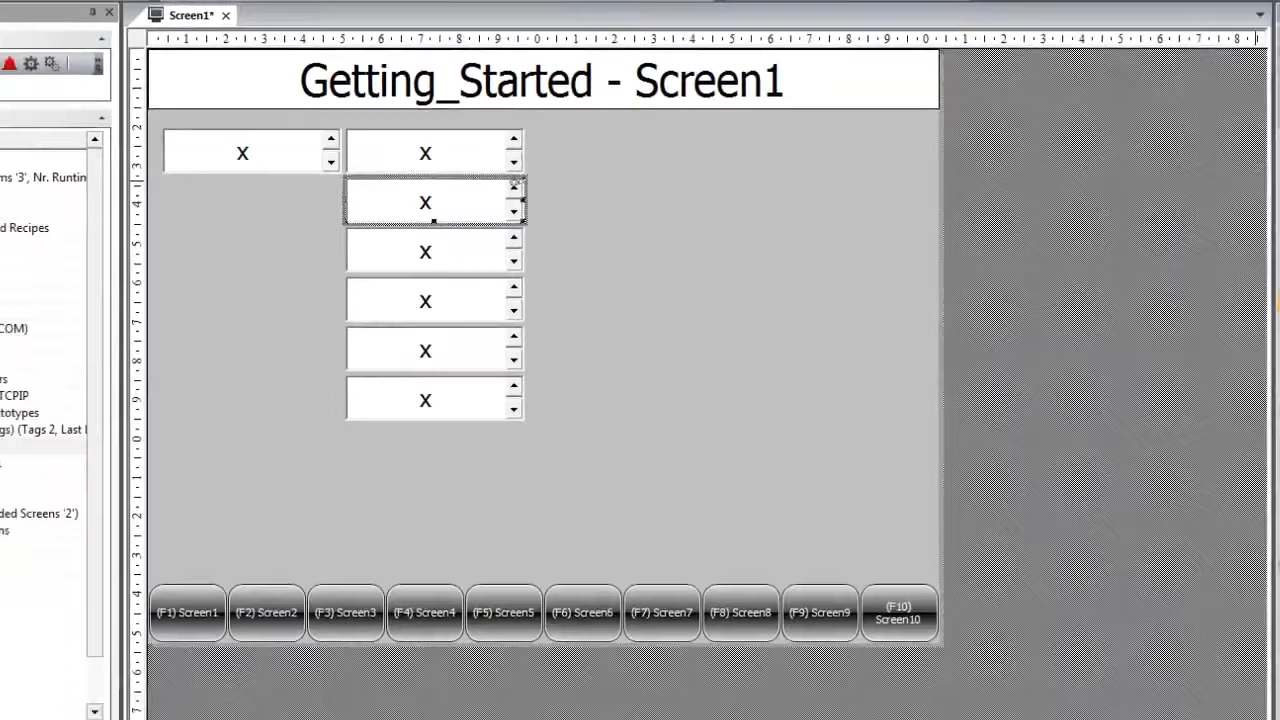 Screen1*
Getting_Started - Screen1
x
x
x
x
x
x
x
ms '3', Nr. Runtin
d Recipes
COM)
rs
TCPIP
totypes
gs) (Tags 2, Last
ded Screens '2')
ms
(F1) Screen1
(F2) Screen2
(F3) Screen3
(F4) Screen4
(F5) Screen5
(F6) Screen6
(F7) Screen7
(F8) Screen8
(F9) Screen9
(F10)
Screen10